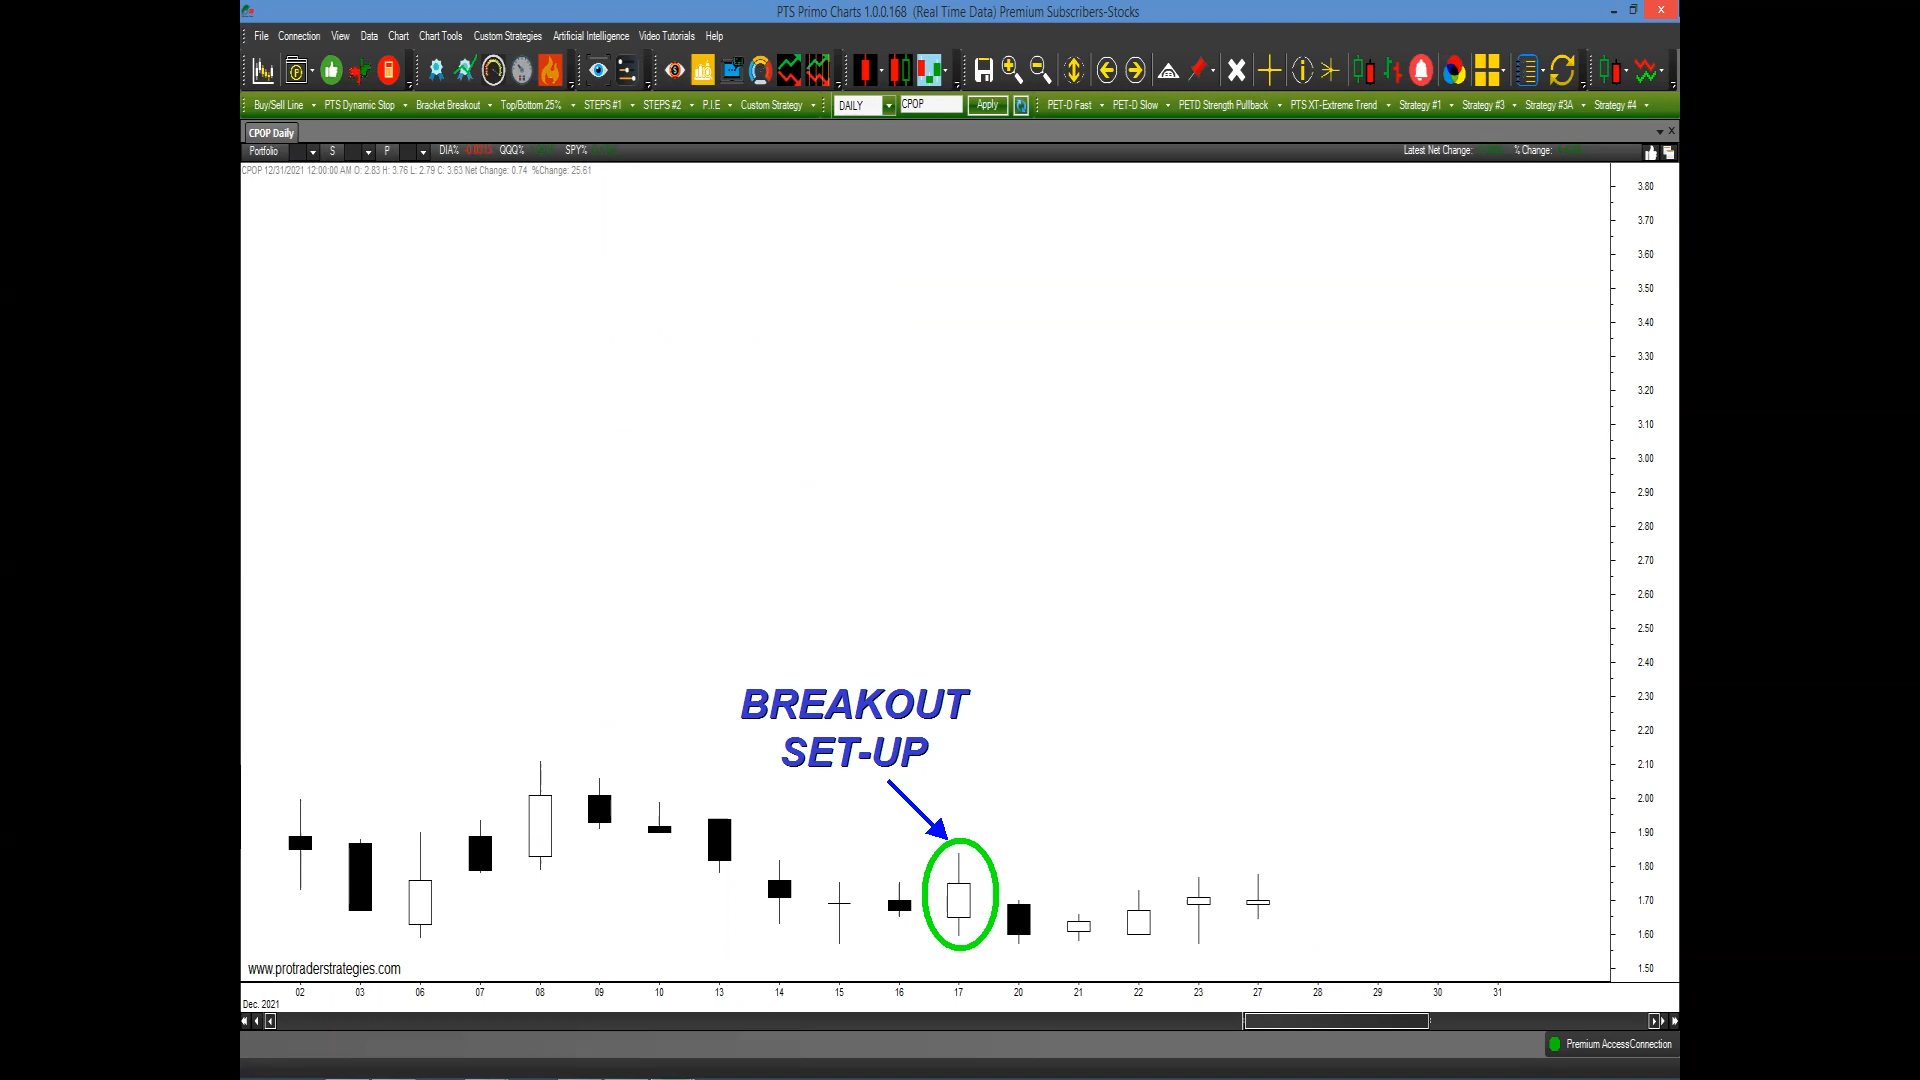 PTS Primo Charts 1.0.0.168 (Real Time Data) Premium Subscribers-Stocks
File Connection View Data Chart Chart Tools Custom Strategies Artificial Intelligence Video Tutorials Help
Buy/Sell Line PTS Dynamic Stop Bracket Breakout Top/Bottom 25% STEPS #1 STEPS #2 P.I.E Custom Strategy DAILY CPOP Apply PET-D Fast PET-D Slow PETD Strength Pullback PTS XT-Extreme Trend Strategy #1 Strategy #3 Strategy #3A Strategy #4
CPOP Daily
Portfolio S P DIA% QQQ% SPY% Latest Net Change: % Change:
CPOP 12/31/2021 12:00:00 AM O: 2.83 H: 3.76 L: 2.79 C: 3.63 Net Change: 0.74 %Change: 25.61
3.80
3.70
3.60
3.50
3.40
3.30
3.20
3.10
3.00
2.90
2.80
2.70
2.60
2.50
2.40
2.30
2.20
2.10
2.00
1.90
1.80
1.70
1.60
1.50
BREAKOUT
SET-UP
www.protraderstrategies.com
02 03 06 07 08 09 10 13 14 15 16 17 20 21 22 23 27 28 29 30 31
Dec. 2021
Premium AccessConnection